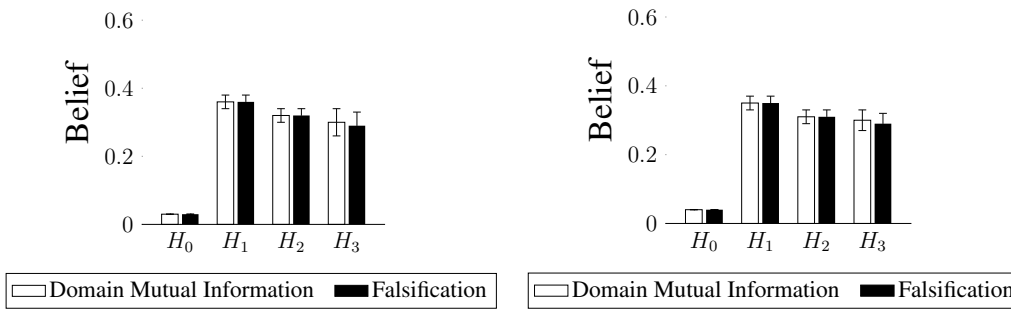 0.6
0.4
0.2
0
Belief
H₀ H₁ H₂ H₃
Domain Mutual Information Falsification
0.6
0.4
0.2
0
Belief
H₀ H₁ H₂ H₃
Domain Mutual Information Falsification